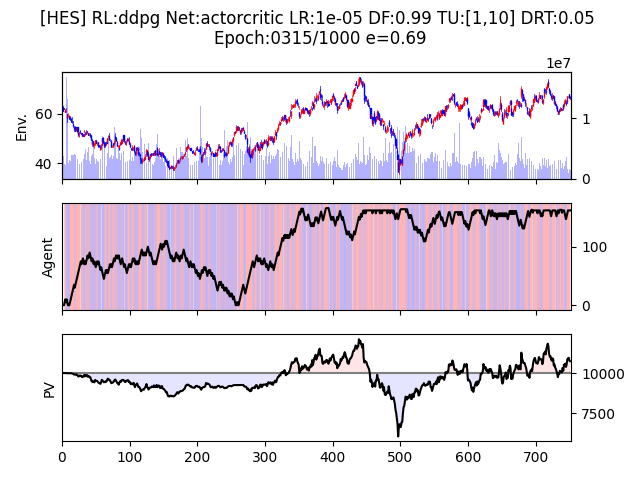 [HES] RL:ddpg Net:actorcritic LR:1e-05 DF:0.99 TU:[1,10] DRT:0.05
Epoch:0315/1000 e=0.69
1e7
Env.
60
40
1
0
Agent
100
0
PV
10000
7500
0 100 200 300 400 500 600 700